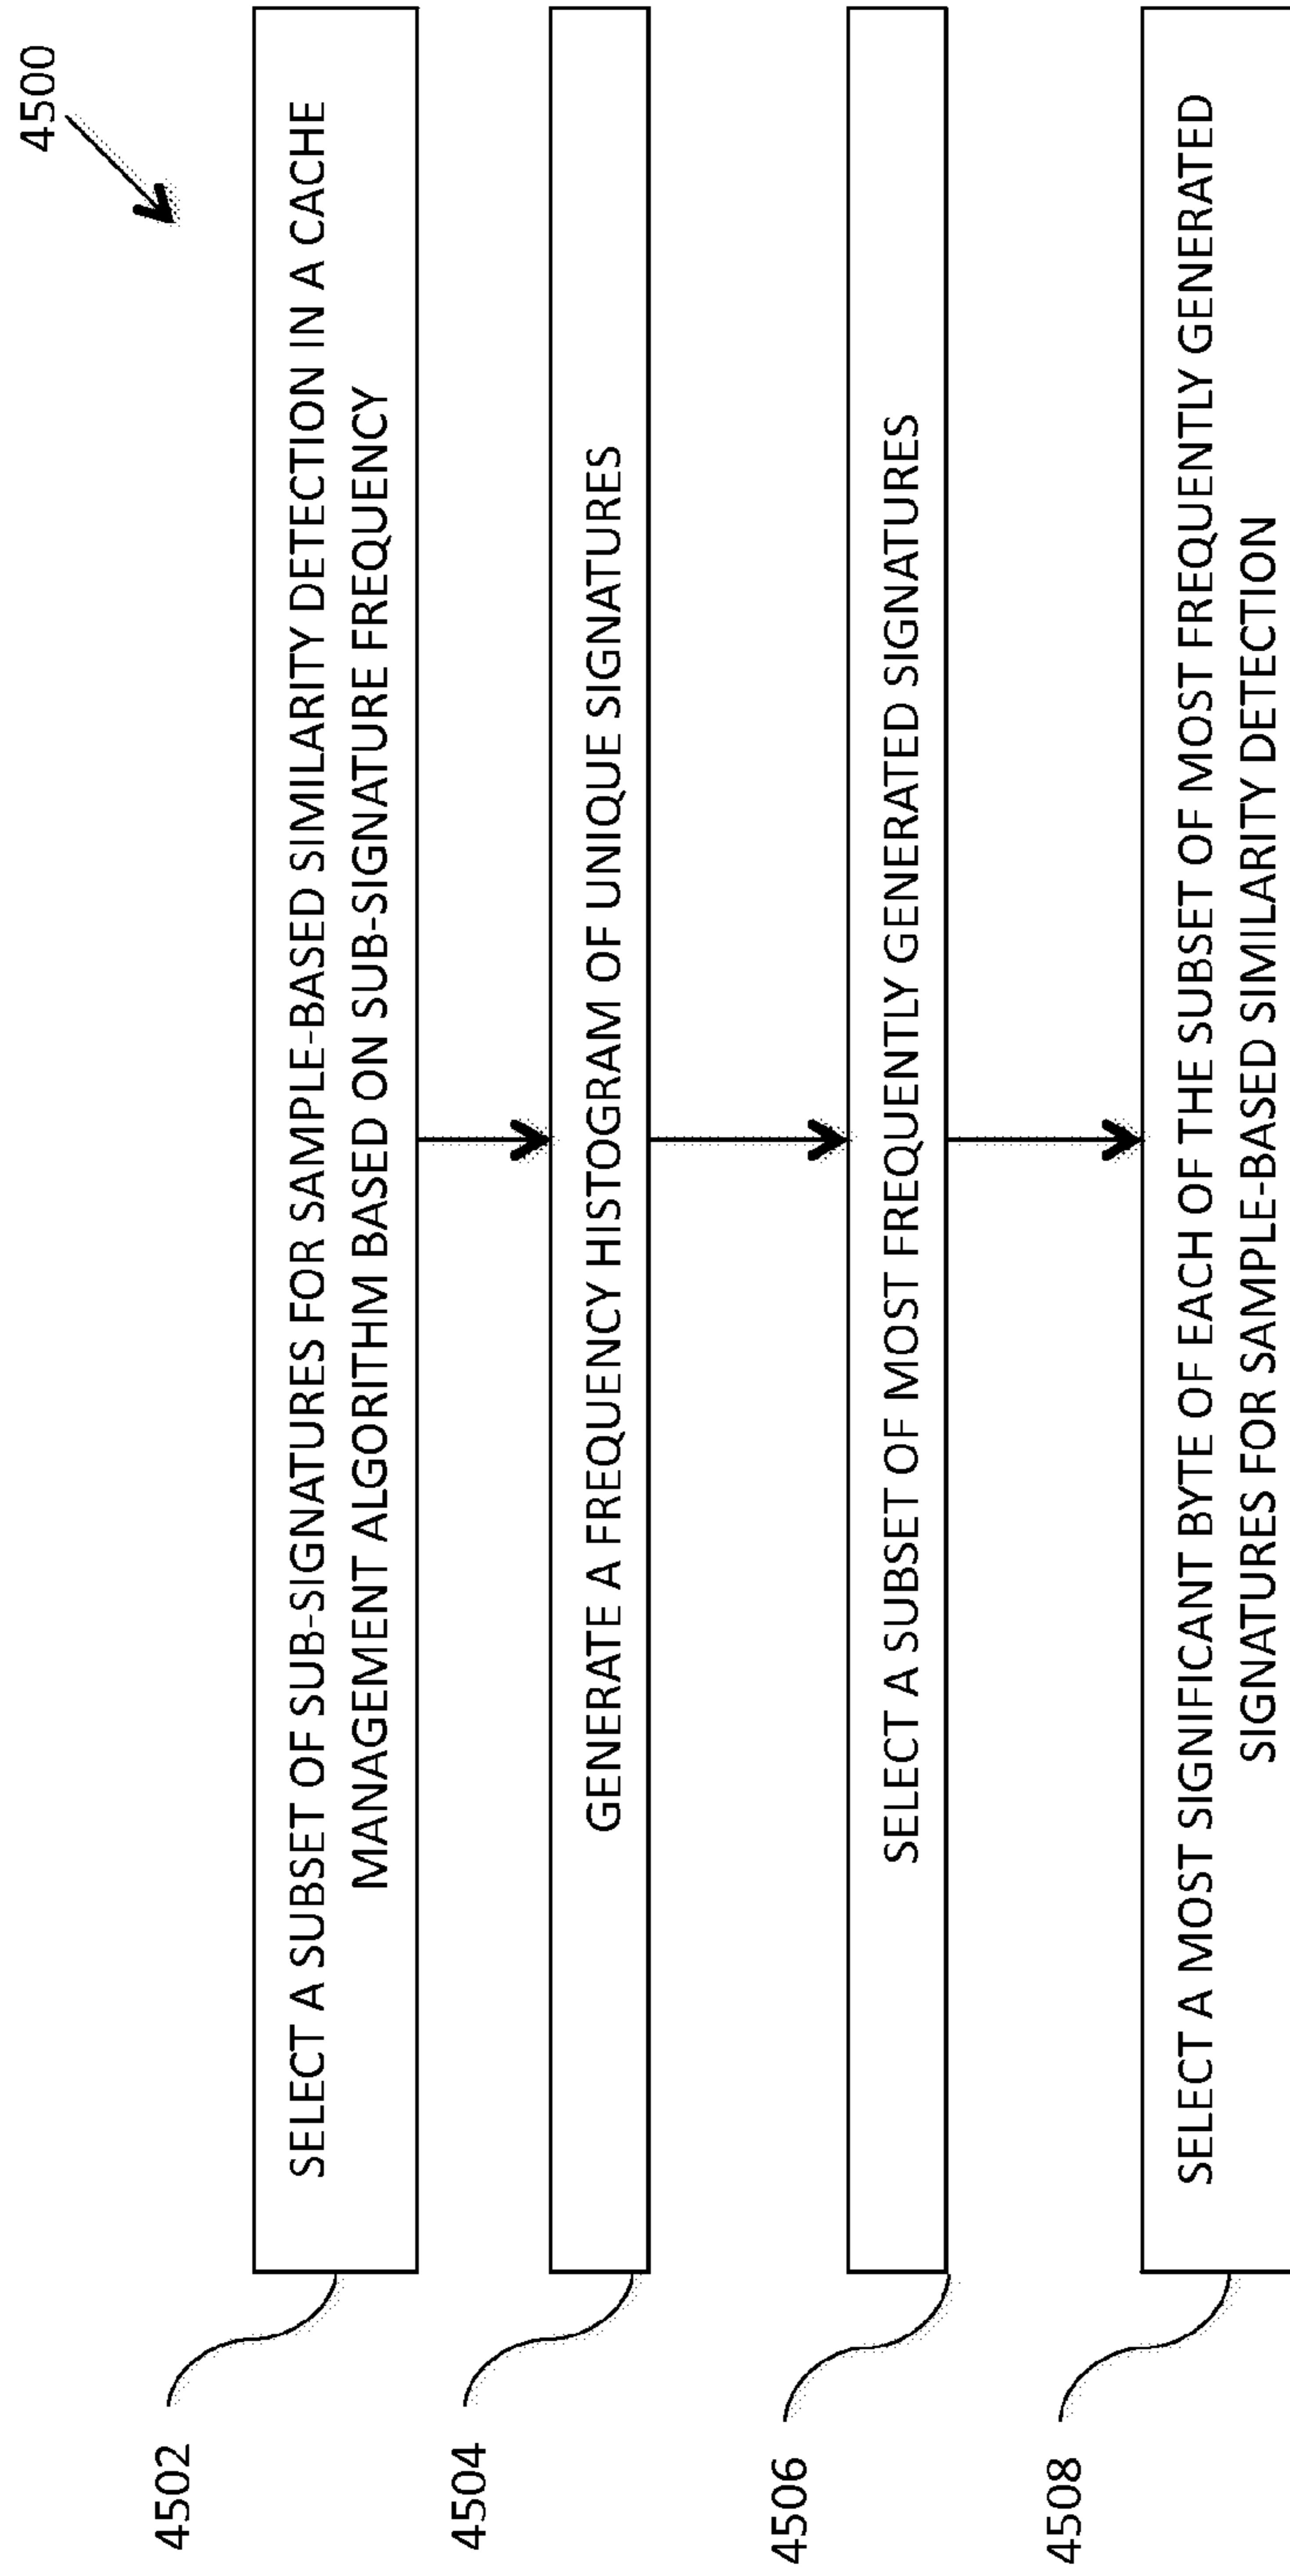 4500
4502
SELECT A SUBSET OF SUB-SIGNATURES FOR SAMPLE-BASED SIMILARITY DETECTION IN A CACHE
MANAGEMENT ALGORITHM BASED ON SUB-SIGNATURE FREQUENCY
4504
GENERATE A FREQUENCY HISTOGRAM OF UNIQUE SIGNATURES
4506
SELECT A SUBSET OF MOST FREQUENTLY GENERATED SIGNATURES
4508
SELECT A MOST SIGNIFICANT BYTE OF EACH OF THE SUBSET OF MOST FREQUENTLY GENERATED
SIGNATURES FOR SAMPLE-BASED SIMILARITY DETECTION